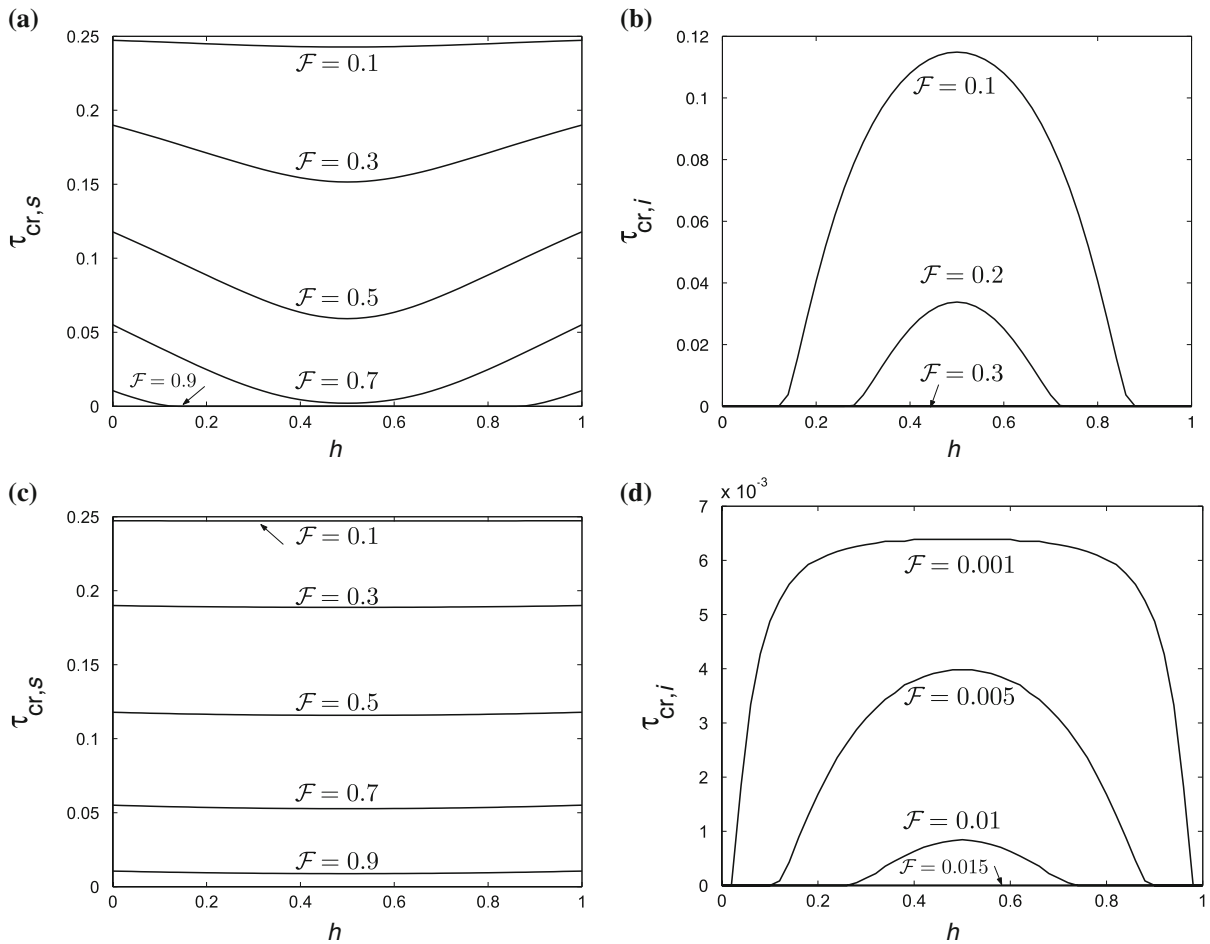 (a)
0.25
0.2
0.15
0.1
0.05
0
0 0.2 0.4 0.6 0.8 1
τcr,s
h
F = 0.1
F = 0.3
F = 0.5
F = 0.7
F = 0.9
(b)
0.12
0.1
0.08
0.06
0.04
0.02
0
0 0.2 0.4 0.6 0.8 1
τcr,i
h
F = 0.1
F = 0.2
F = 0.3
(c)
0.25
0.2
0.15
0.1
0.05
0
0 0.2 0.4 0.6 0.8 1
τcr,s
h
F = 0.1
F = 0.3
F = 0.5
F = 0.7
F = 0.9
(d)
x 10⁻³
7
6
5
4
3
2
1
0
0 0.2 0.4 0.6 0.8 1
τcr,i
h
F = 0.001
F = 0.005
F = 0.01
F = 0.015